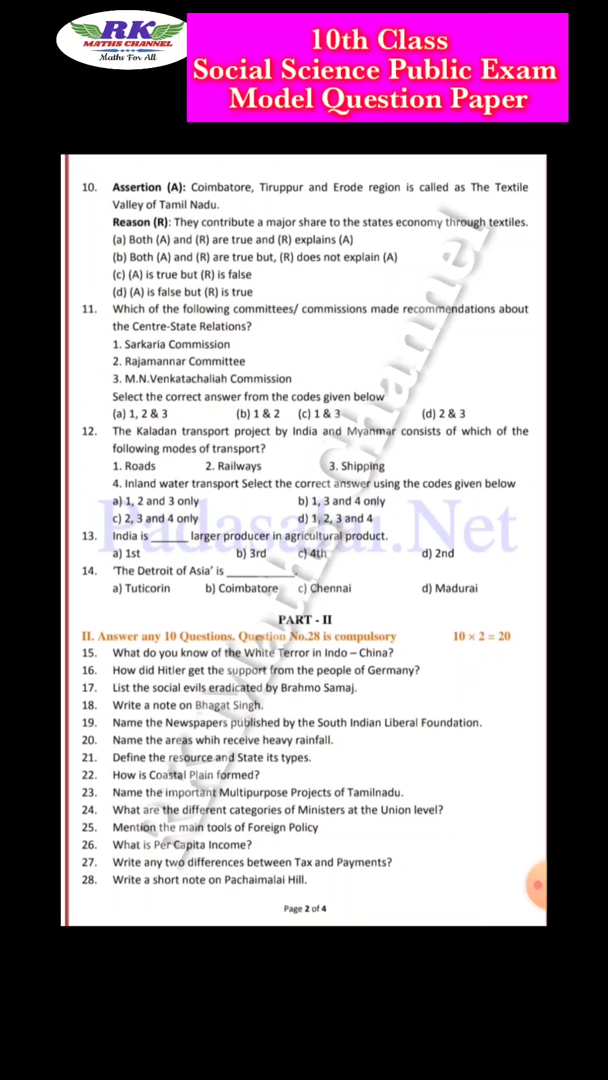 RK
MATHS CHANNEL
Maths For All
10th Class
Social Science Public Exam
Model Question Paper
10. Assertion (A): Coimbatore, Tiruppur and Erode region is called as The Textile
Valley of Tamil Nadu.
Reason (R): They contribute a major share to the states economy through textiles.
(a) Both (A) and (R) are true and (R) explains (A)
(b) Both (A) and (R) are true but, (R) does not explain (A)
(c) (A) is true but (R) is false
(d) (A) is false but (R) is true
11. Which of the following committees/ commissions made recommendations about
the Centre-State Relations?
1. Sarkaria Commission
2. Rajamannar Committee
3. M.N.Venkatachaliah Commission
Select the correct answer from the codes given below
(a) 1, 2 & 3 (b) 1 & 2 (c) 1 & 3 (d) 2 & 3
12. The Kaladan transport project by India and Myanmar consists of which of the
following modes of transport?
1. Roads 2. Railways 3. Shipping
4. Inland water transport Select the correct answer using the codes given below
a) 1, 2 and 3 only b) 1, 3 and 4 only
c) 2, 3 and 4 only d) 1, 2, 3 and 4
13. India is______ larger producer in agricultural product.
a) 1st b) 3rd c) 4th d) 2nd
14. 'The Detroit of Asia' is __________.
a) Tuticorin b) Coimbatore c) Chennai d) Madurai
PART - II
II. Answer any 10 Questions. Question No.28 is compulsory 10 × 2 = 20
15. What do you know of the White Terror in Indo – China?
16. How did Hitler get the support from the people of Germany?
17. List the social evils eradicated by Brahmo Samaj.
18. Write a note on Bhagat Singh.
19. Name the Newspapers published by the South Indian Liberal Foundation.
20. Name the areas whih receive heavy rainfall.
21. Define the resource and State its types.
22. How is Coastal Plain formed?
23. Name the important Multipurpose Projects of Tamilnadu.
24. What are the different categories of Ministers at the Union level?
25. Mention the main tools of Foreign Policy
26. What is Per Capita Income?
27. Write any two differences between Tax and Payments?
28. Write a short note on Pachaimalai Hill.
Page 2 of 4
Padasalai.Net
RK Maths Channel